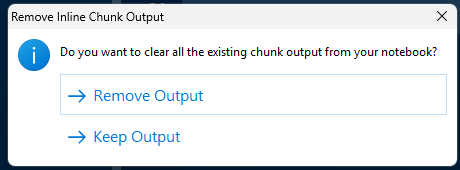 Remove Inline Chunk Output
Do you want to clear all the existing chunk output from your notebook?
Remove Output
Keep Output